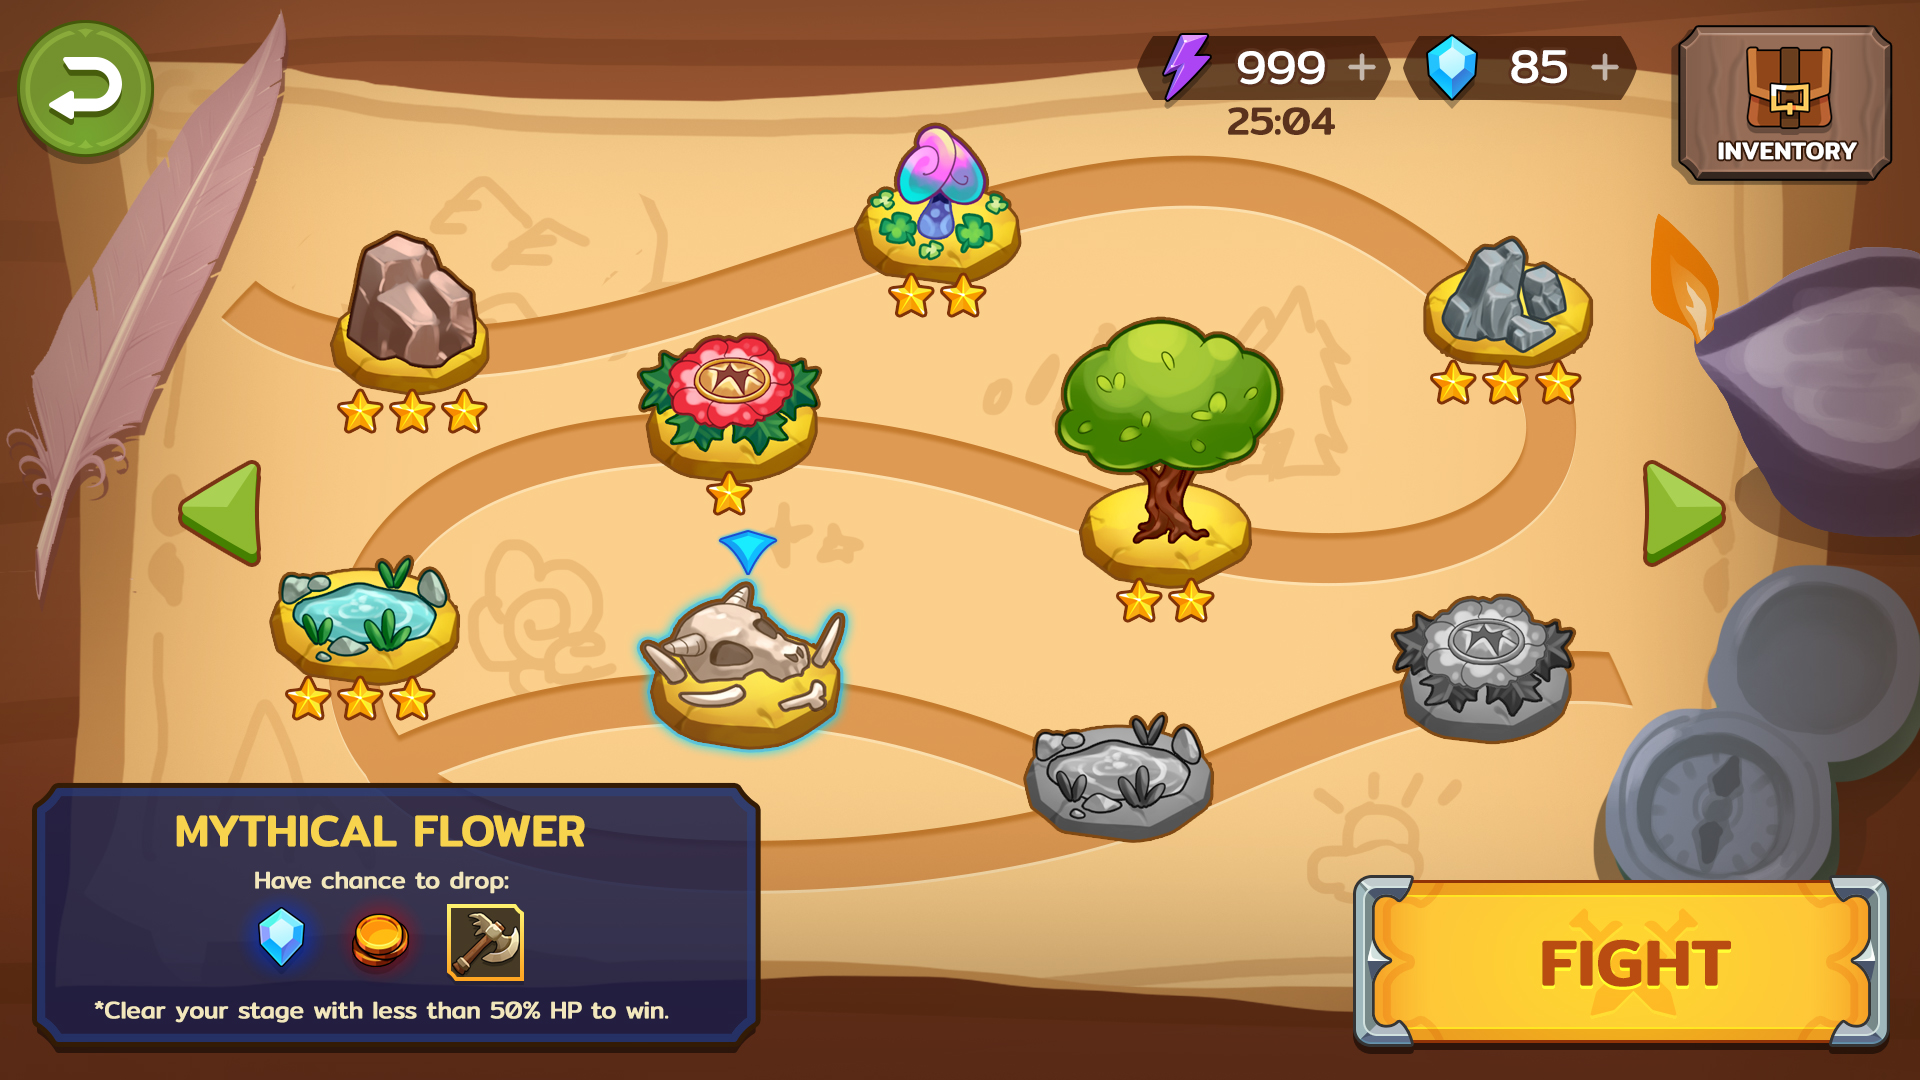 999 +
85 +
25:04
INVENTORY
MYTHICAL FLOWER
Have chance to drop:
*Clear your stage with less than 50% HP to win.
FIGHT